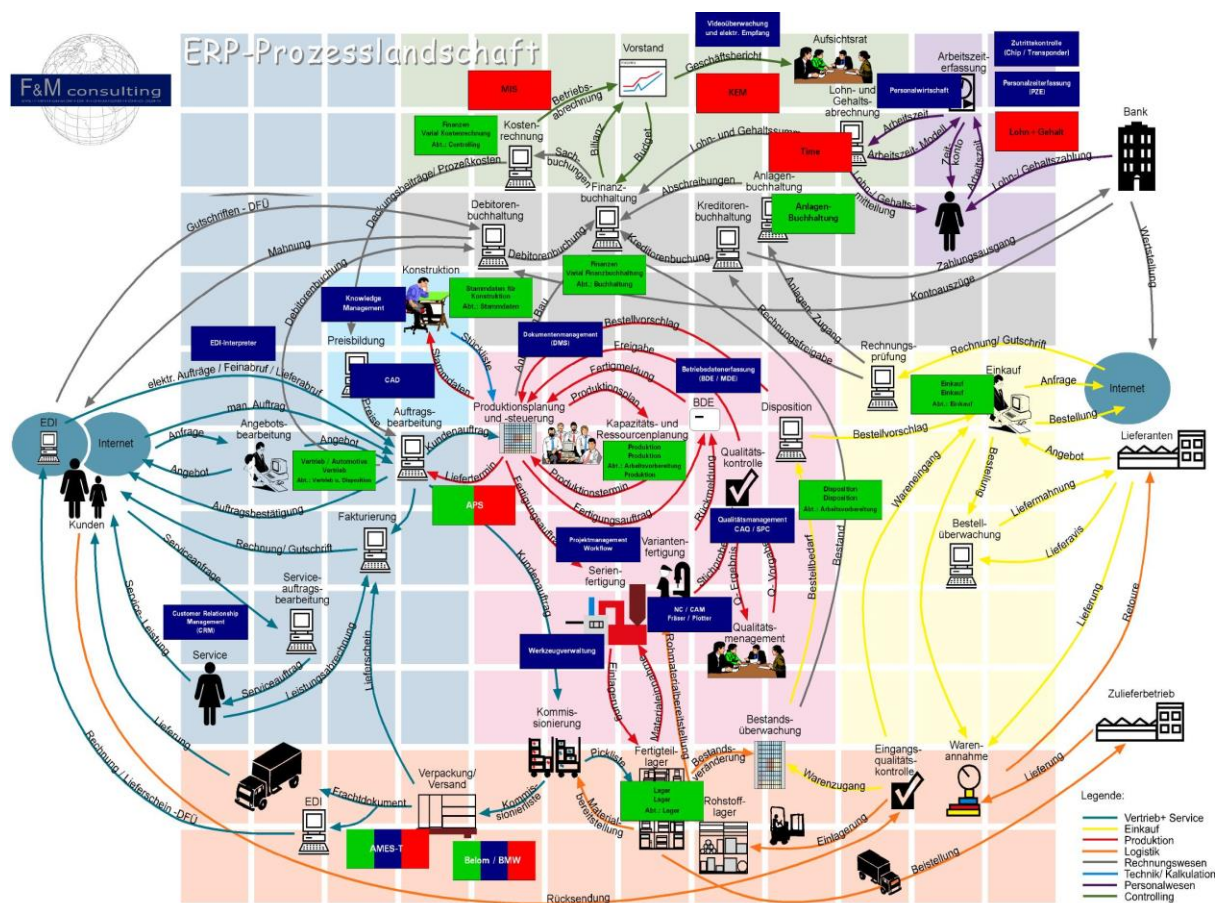 ERP-Prozesslandschaft
F&M consulting
Videoüberwachung
und elektr. Empfang
Aufsichtsrat
Zutrittskontrolle
(Chip / Transponder)
Vorstand
Geschäftsbericht
Arbeitszeit-
erfassung
MIS
Betriebs-
abrechnung
KEM
Lohn- und
Gehalts-
abrechnung
Personalwirtschaft
Personalzeiterfassung
(PZE)
Finanzen
Varial Kostenrechnung
Abt.: Controlling
Kosten-
rechnung
Billianz
Budget
Lohn- und Gehaltssumme
Time
Arbeitszeit
Arbeitszeit- Modell
Zeit-
konto
Arbeitszeit
Lohn + Gehalt
Bank
Sach-
buchungen
Finanz-
buchhaltung
Abschreibungen
Anlagen-
buchhaltung
Lohn-/ Gehalts-
mitteilung
Lohn-/ Gehaltszahlung
Deckungsbeiträge/ Prozeßkosten
Gutschriften - DFÜ
Debitoren-
buchhaltung
Kreditoren-
buchhaltung
Anlagen-
Buchhaltung
Mahnung
Debitorenbuchung
Debitorenbuchung
Kreditorenbuchung
Zahlungsausgang
Wertstellung
Konstruktion
Finanzen
Varial Finanzbuchhaltung
Abt.: Buchhaltung
Kontoauszüge
Knowledge
Management
Stammdaten für
Konstruktion
Abt.: Stammdaten
Anlagen- Zugang
Rechnungsfreigabe
EDI-Interpreter
Preisbildung
Stückliste
Dokumentenmanagement
(DMS)
Bestellvorschlag
Freigabe
Fertigmeldung
Betriebsdatenerfassung
(BDE / MDE)
Rechnungs-
prüfung
Rechnung/ Gutschrift
elektr. Aufträge / Feinabruf / Lieferabruf
CAD
Stammdaten
Produktionsplan
Einkauf
Einkauf
Einkauf
Abt.: Einkauf
Anfrage
Internet
Preise
man. Auftrag
Auftrags-
bearbeitung
Produktionsplanung
und -steuerung
BDE
Disposition
Bestellung
EDI
Internet
Anfrage
Angebots-
bearbeitung
Angebot
Kundenauftrag
Kapazitäts- und
Ressourcenplanung
Bestellvorschlag
Lieferanten
Angebot
Vertrieb / Automotive
Vertrieb
Abt.: Vertrieb u. Disposition
Liefertermin
Produktion
Produktion
Abt.: Arbeitsvorbereitung
Produktion
Qualitäts-
kontrolle
Angebot
Wareneingang
Bestellung
Bestellung
Produktionstermin
Disposition
Disposition
Abt.: Arbeitsvorbereitung
Kunden
Auftragsbestätigung
APS
Fertigungsauftrag
Fertigungsauftrag
Rückmeldung
Liefermahnung
Fakturierung
Qualitätsmanagement
CAQ / SPC
Bestell-
überwachung
Rechnung/ Gutschrift
Projektmanagement
Workflow
Varianten-
fertigung
Stichprobe
Q- Ergebnis
Q- Vorgabe
Bestellbedarf
Bestand
Lieferavis
Serviceanfrage
Service-
auftrags-
bearbeitung
Kundenauftrag
Serien-
fertigung
Lieferung
Retoure
Service- Leistung
Customer Relationship
Management
(CRM)
NC / CAM
Fräser / Plotter
Qualitäts-
menagement
Service
Serviceauftrag
Leistungsabrechnung
Lieferschein
Werkzeugverwaltung
Einlagerung
Materialentnahme
Rohmaterialbereitstellung
Zulieferbetrieb
Lieferung
Kommis-
sionierung
Bestands-
überwachung
Rechnung / Lieferschein -DFÜ
Pickliste
Fertigteil-
lager
Bestands-
veränderung
Eingangs-
qualitäts-
kontrolle
Waren-
annahme
Lieferung
Verpackung/
Versand
Kommis-
sionierliste
Warenzugang
EDI
Frachtdokument
Material-
bereitstellung
Lager
Lager
Abt.: Lager
Rohstoff-
lager
Legende:
Einlagerung
Vertrieb+ Service
Einkauf
Produktion
Logistik
Rechnungswesen
Technik/ Kalkulation
Personalwesen
Controlling
AMES-T
Belom / BMW
Beistellung
Rücksendung